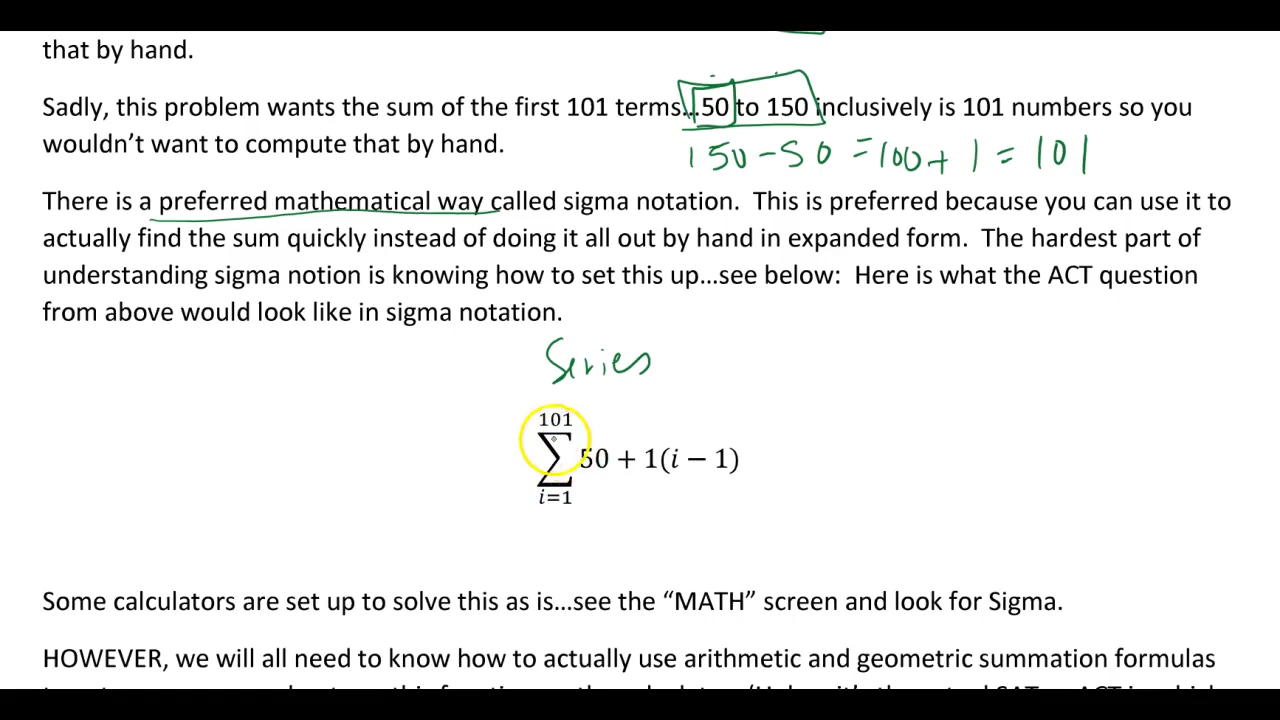 that by hand.
Sadly, this problem wants the sum of the first 101 terms...50 to 150 inclusively is 101 numbers so you
wouldn't want to compute that by hand.
150 - 50 = 100 + 1 = 101
There is a preferred mathematical way called sigma notation.  This is preferred because you can use it to
actually find the sum quickly instead of doing it all out by hand in expanded form.  The hardest part of
understanding sigma notion is knowing how to set this up...see below:  Here is what the ACT question
from above would look like in sigma notation.
Series
101
∑ 50 + 1(i − 1)
i=1
Some calculators are set up to solve this as is...see the “MATH” screen and look for Sigma.
HOWEVER, we will all need to know how to actually use arithmetic and geometric summation formulas